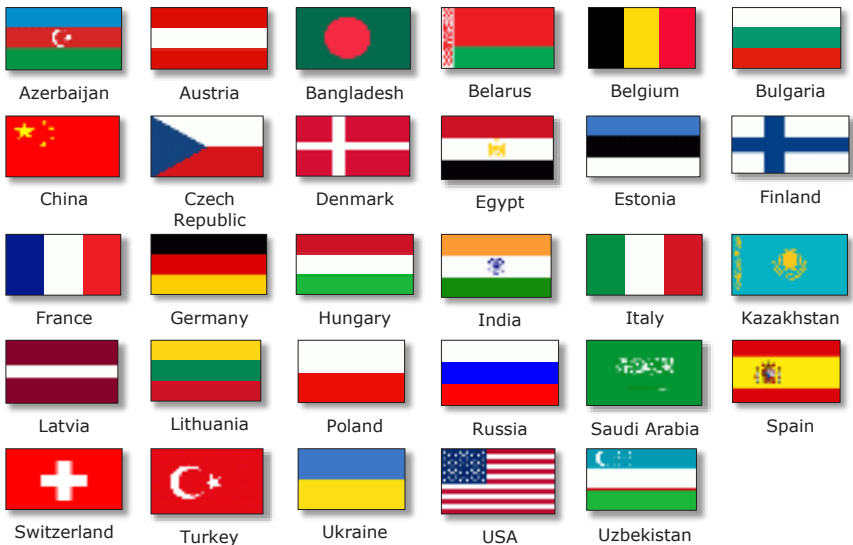 Azerbaijan
Austria
Bangladesh
Belarus
Belgium
Bulgaria
China
Czech
Republic
Denmark
Egypt
Estonia
Finland
France
Germany
Hungary
India
Italy
Kazakhstan
Latvia
Lithuania
Poland
Russia
Saudi Arabia
Spain
Switzerland
Turkey
Ukraine
USA
Uzbekistan